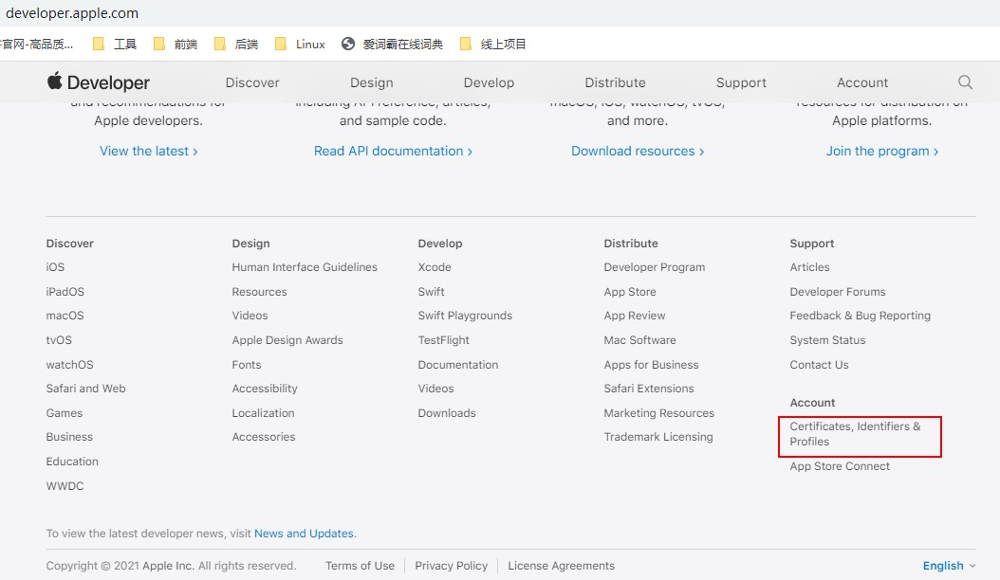 developer.apple.com
官网-高品质... 工具 前端 后端 Linux 爱词霸在线词典 线上项目
Developer Discover Design Develop Distribute Support Account
and recommendations for including API reference, articles, macOS, iOS, watchOS, tvOS, resources for distribution on
Apple developers. and sample code. and more. Apple platforms.
View the latest › Read API documentation › Download resources › Join the program ›
Discover
iOS
iPadOS
macOS
tvOS
watchOS
Safari and Web
Games
Business
Education
WWDC
Design
Human Interface Guidelines
Resources
Videos
Apple Design Awards
Fonts
Accessibility
Localization
Accessories
Develop
Xcode
Swift
Swift Playgrounds
TestFlight
Documentation
Videos
Downloads
Distribute
Developer Program
App Store
App Review
Mac Software
Apps for Business
Safari Extensions
Marketing Resources
Trademark Licensing
Support
Articles
Developer Forums
Feedback & Bug Reporting
System Status
Contact Us
Account
Certificates, Identifiers &
Profiles
App Store Connect
To view the latest developer news, visit News and Updates.
Copyright © 2021 Apple Inc. All rights reserved. Terms of Use Privacy Policy License Agreements English